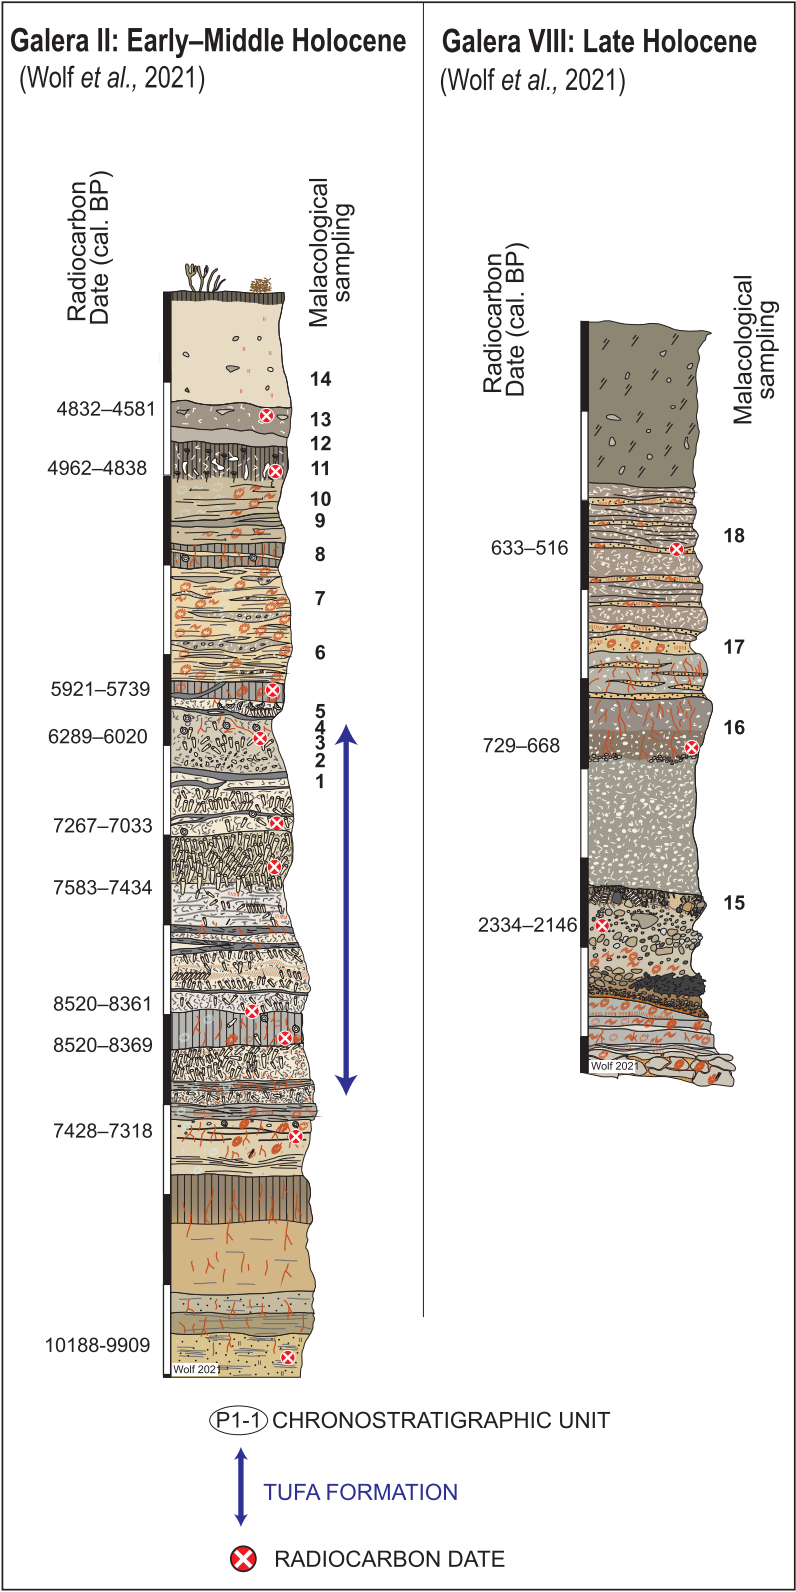 Galera II: Early–Middle Holocene
(Wolf et al., 2021)
Radiocarbon
Date (cal. BP)
Malacological
sampling
14
4832–4581
13
12
4962–4838
11
10
9
8
7
6
5921–5739
5
4
6289–6020
3
2
1
7267–7033
7583–7434
8520–8361
8520–8369
7428–7318
10188-9909
Wolf 2021
Galera VIII: Late Holocene
(Wolf et al., 2021)
Radiocarbon
Date (cal. BP)
Malacological
sampling
18
633–516
17
16
729–668
15
2334–2146
Wolf 2021
P1-1 CHRONOSTRATIGRAPHIC UNIT
TUFA FORMATION
RADIOCARBON DATE